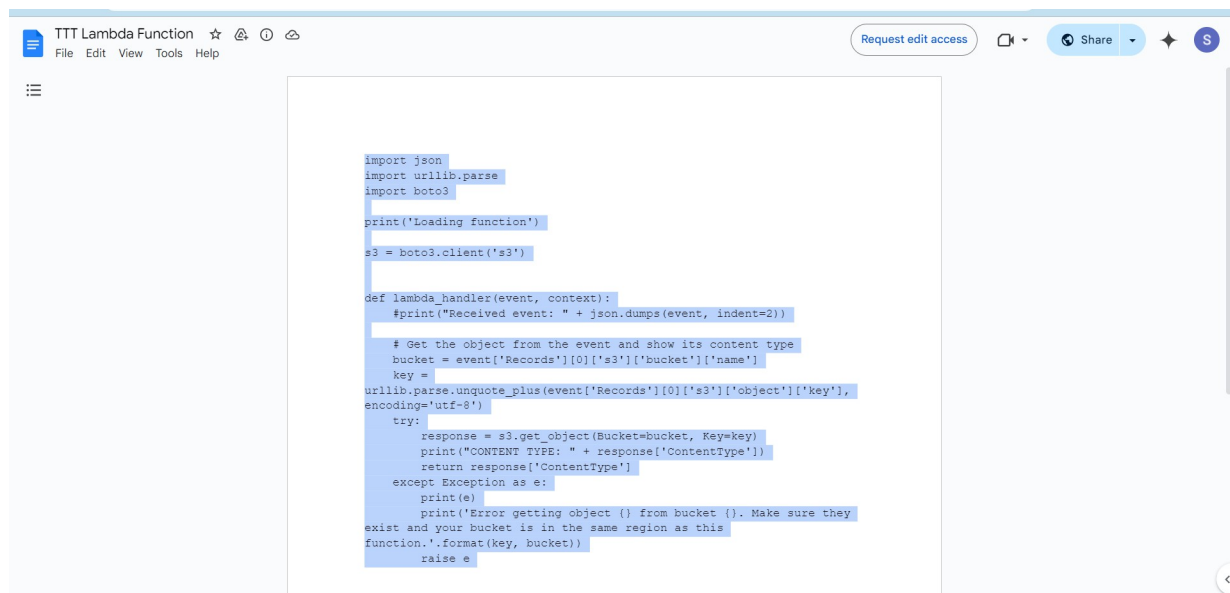 TTT Lambda Function
File Edit View Tools Help
Request edit access
Share
S
import json
import urllib.parse
import boto3
print('Loading function')
s3 = boto3.client('s3')
def lambda_handler(event, context):
    #print("Received event: " + json.dumps(event, indent=2))
    # Get the object from the event and show its content type
    bucket = event['Records'][0]['s3']['bucket']['name']
    key =
urllib.parse.unquote_plus(event['Records'][0]['s3']['object']['key'],
encoding='utf-8')
    try:
        response = s3.get_object(Bucket=bucket, Key=key)
        print("CONTENT TYPE: " + response['ContentType'])
        return response['ContentType']
    except Exception as e:
        print(e)
        print('Error getting object {} from bucket {}. Make sure they
exist and your bucket is in the same region as this
function.'.format(key, bucket))
        raise e